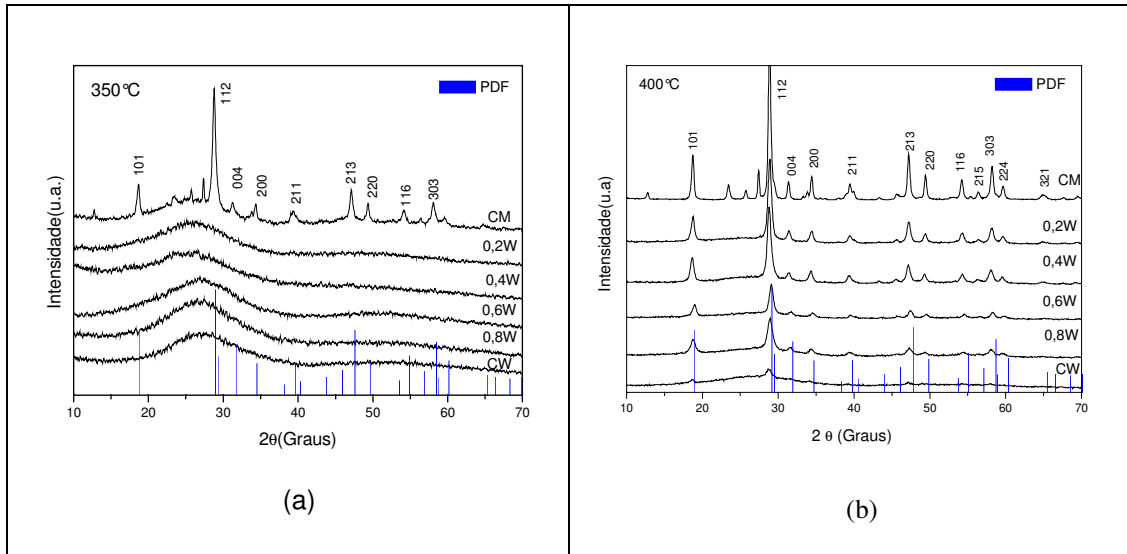 350°C
PDF
112
101
004
200
211
213
220
116
303
CM
0,2W
0,4W
0,6W
0,8W
CW
Intensidade(u.a.)
10 20 30 40 50 60 70
2θ(Graus)
(a)
400°C
PDF
112
101
004
200
211
213
220
116
215
303
224
321
CM
0,2W
0,4W
0,6W
0,8W
CW
Intensidade(u.a
10 20 30 40 50 60 70
2 θ (Graus)
(b)